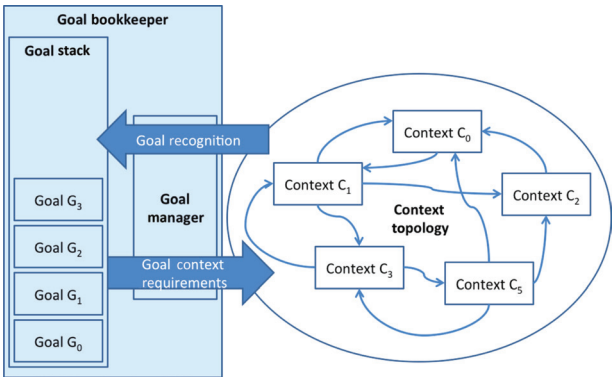 Goal bookkeeper
Goal stack
Goal recognition
Goal G3
Goal G2
Goal G1
Goal G0
Goal
manager
Goal context
requirements
Context C0
Context C1
Context C2
Context
topology
Context C3
Context C5